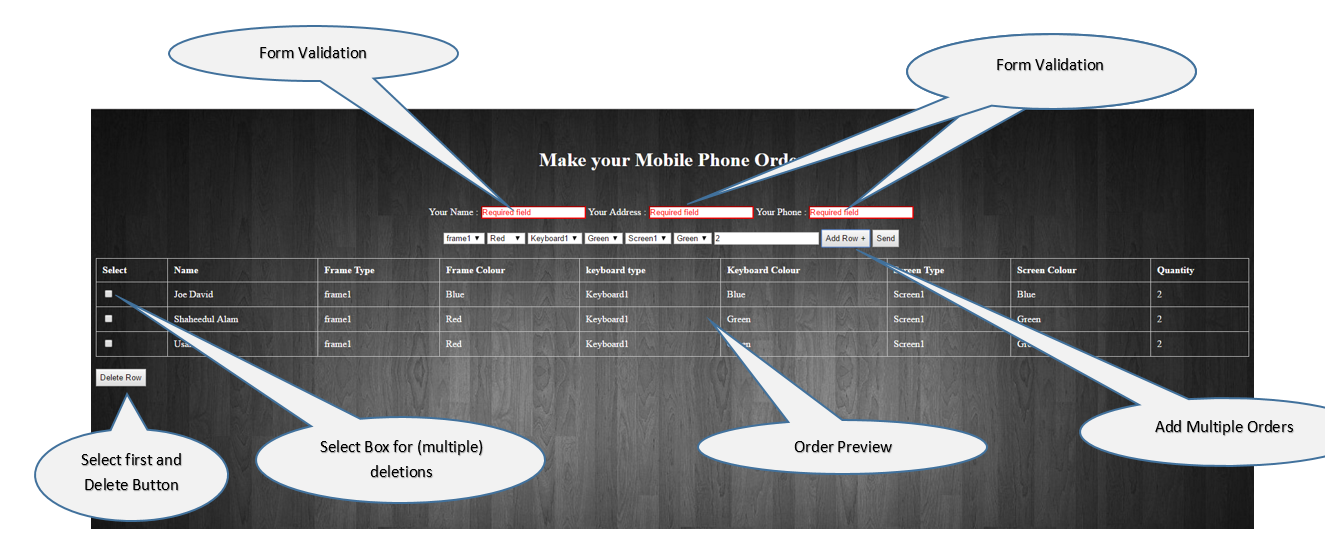 Form Validation
Form Validation
Make your Mobile Phone Orde
Your Name : Required field Your Address : Required field Your Phone : Required field
frame1 Red Keyboard1 Green Screen1 Green 2 Add Row + Send
Select Name Frame Type Frame Colour keyboard type Keyboard Colour Screen Type Screen Colour Quantity
Joe David frame1 Blue Keyboard1 Blue Screen1 Blue 2
Shaheedul Alam frame1 Red Keyboard1 Green Screen1 Green 2
frame1 Red Keyboard1 Screen1 2
Delete Row
Select first and
Delete Button
Select Box for (multiple)
deletions
Order Preview
Add Multiple Orders